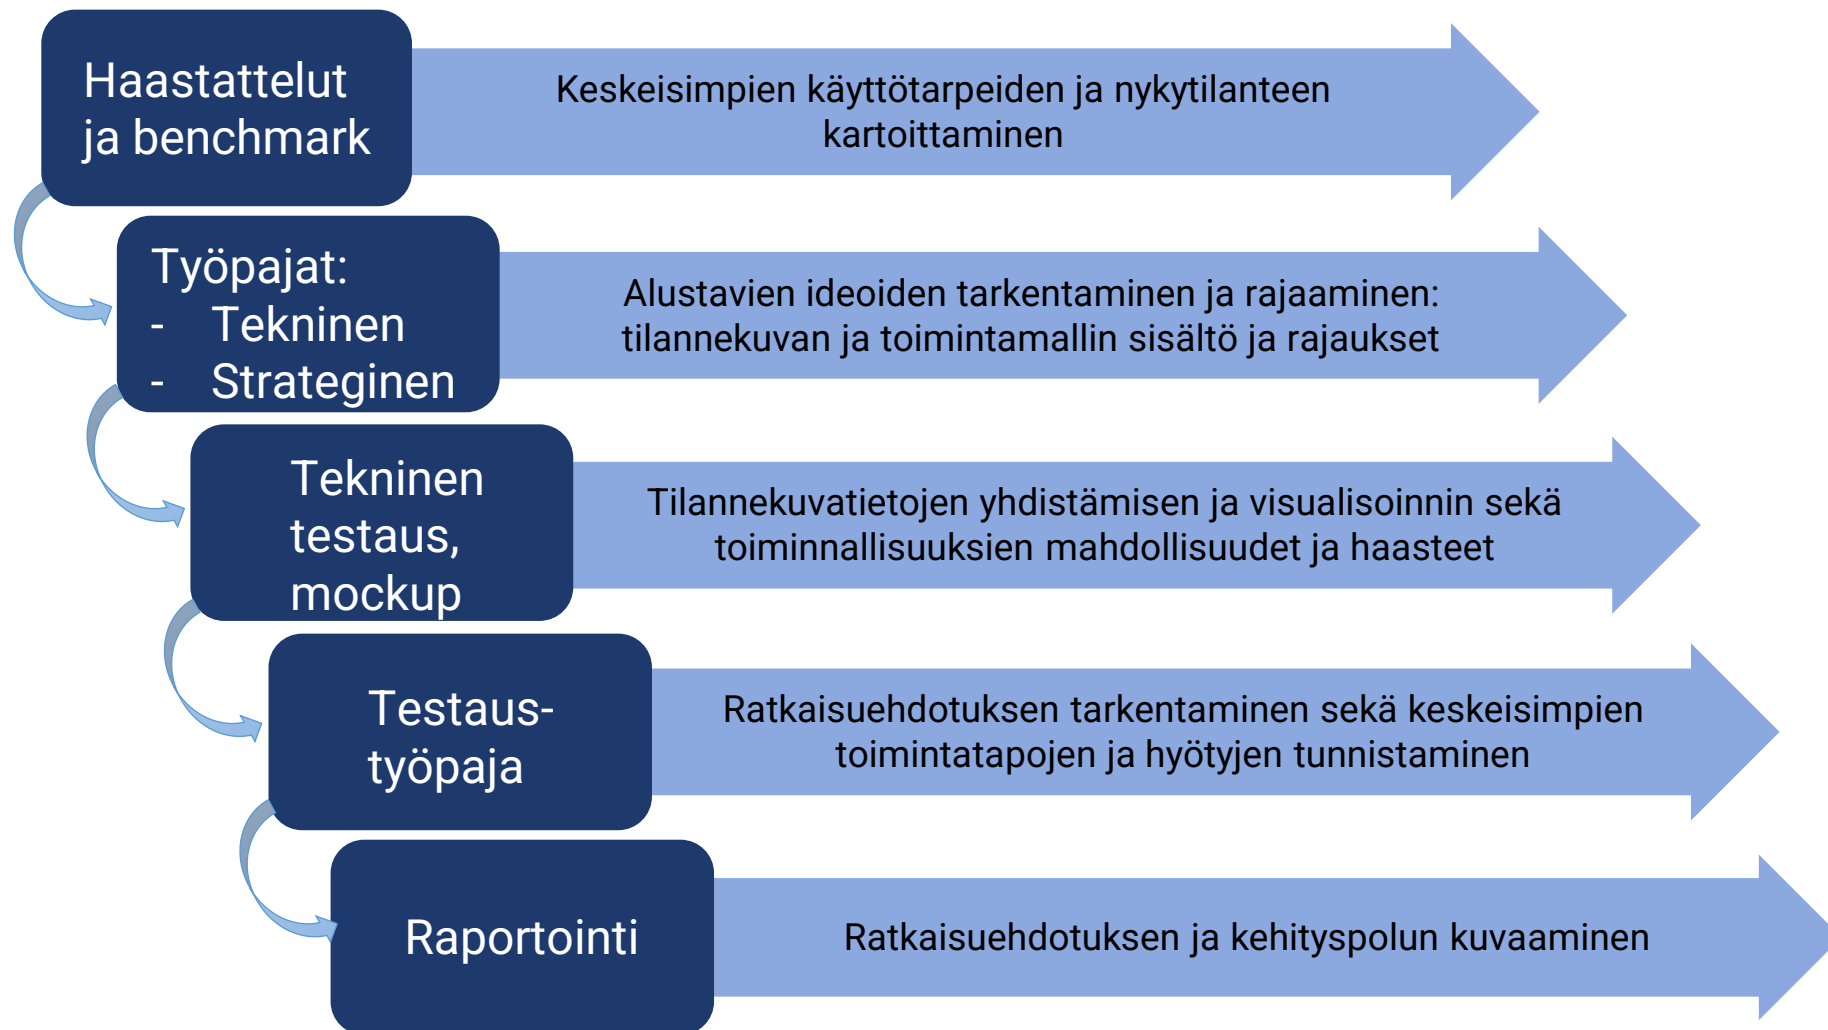 Haastattelut
ja benchmark
Keskeisimpien käyttötarpeiden ja nykytilanteen
kartoittaminen
Työpajat:
- Tekninen
- Strateginen
Alustavien ideoiden tarkentaminen ja rajaaminen:
tilannekuvan ja toimintamallin sisältö ja rajaukset
Tekninen
testaus,
mockup
Tilannekuvatietojen yhdistämisen ja visualisoinnin sekä
toiminnallisuuksien mahdollisuudet ja haasteet
Testaus-
työpaja
Ratkaisuehdotuksen tarkentaminen sekä keskeisimpien
toimintatapojen ja hyötyjen tunnistaminen
Raportointi
Ratkaisuehdotuksen ja kehityspolun kuvaaminen